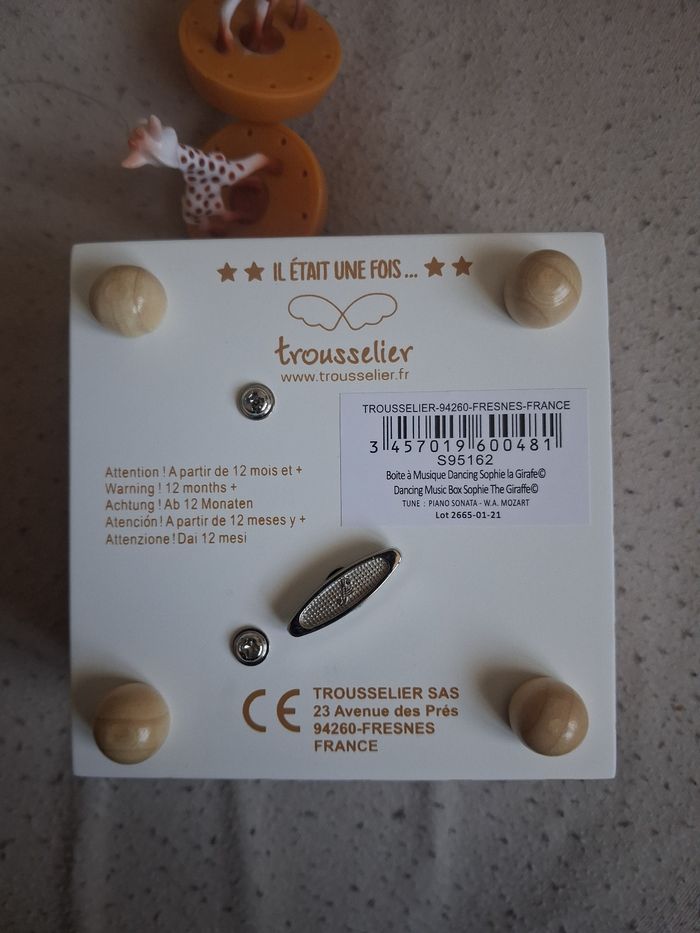 ★ ★ IL ÉTAIT UNE FOIS... ★ ★
trousselier
www.trousselier.fr
TROUSSELIER-94260-FRESNES-FRANCE
3 457019 600481
S95162
Boite à Musique Dancing Sophie la Girafe©
Dancing Music Box Sophie The Giraffe©
TUNE : PIANO SONATA - W.A. MOZART
Lot 2665-01-21
Attention ! A partir de 12 mois et +
Warning ! 12 months +
Achtung ! Ab 12 Monaten
Atención ! A partir de 12 meses y +
Attenzione ! Dai 12 mesi
CE
TROUSSELIER SAS
23 Avenue des Prés
94260-FRESNES
FRANCE